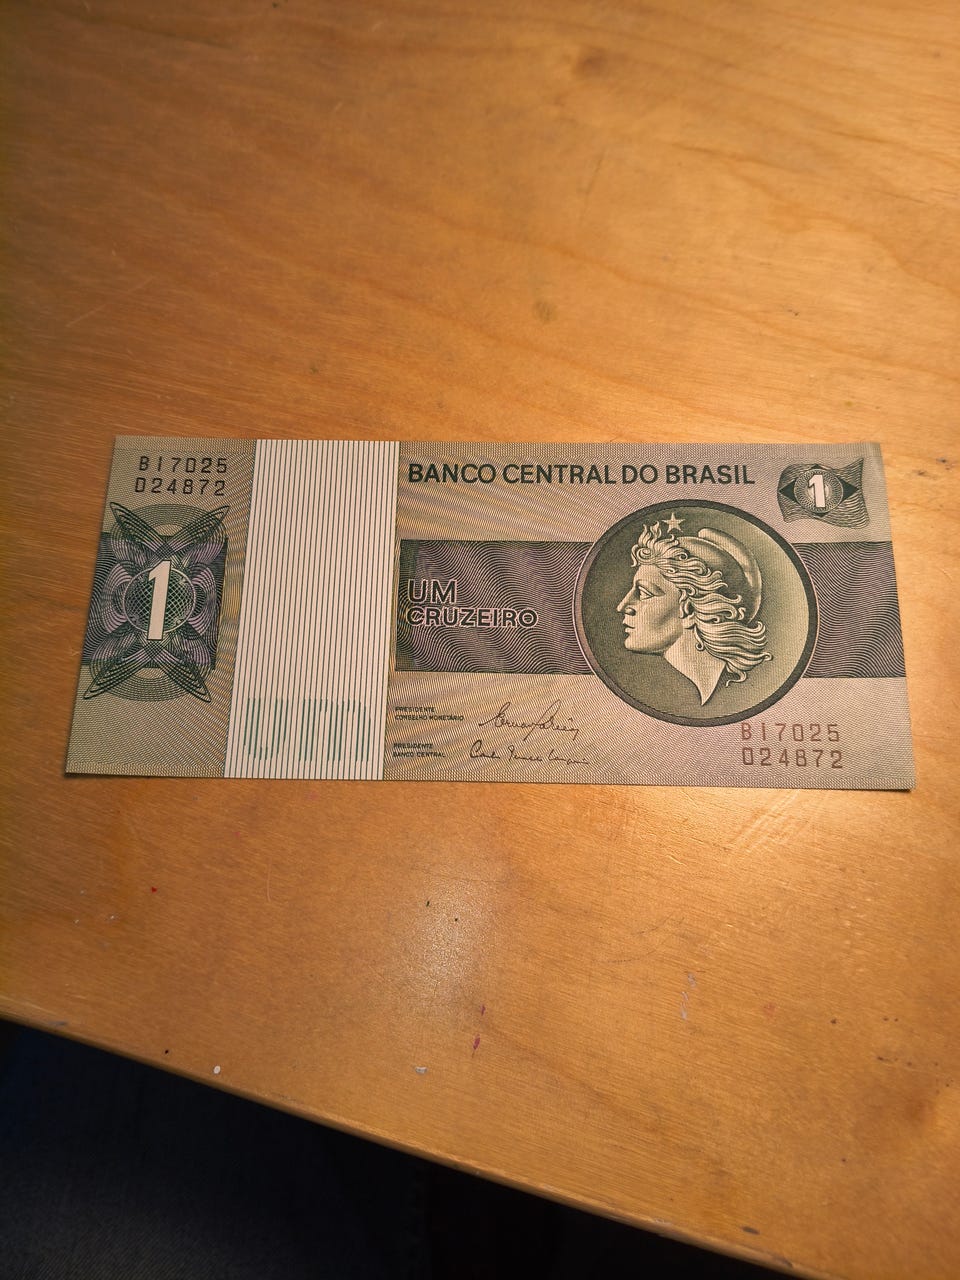 B17025
024872
BANCO CENTRAL DO BRASIL
1
1
UM
CRUZEIRO
PRESIDENTE
CONSELHO MONETÁRIO
PRESIDENTE
BANCO CENTRAL
B17025
024872